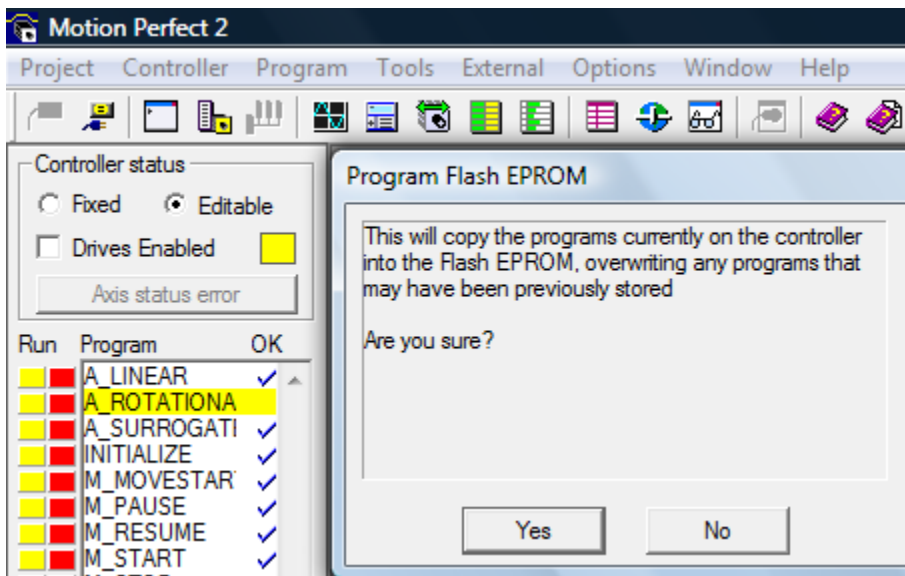 Motion Perfect 2
Project Controller Program Tools External Options Window Help
Controller status
Fixed Editable
Drives Enabled
Axis status error
Run Program OK
A_LINEAR
A_ROTATIONA
A_SURROGATI
INITIALIZE
M_MOVESTAR
M_PAUSE
M_RESUME
M_START
Program Flash EPROM
This will copy the programs currently on the controller
into the Flash EPROM, overwriting any programs that
may have been previously stored
Are you sure?
Yes No